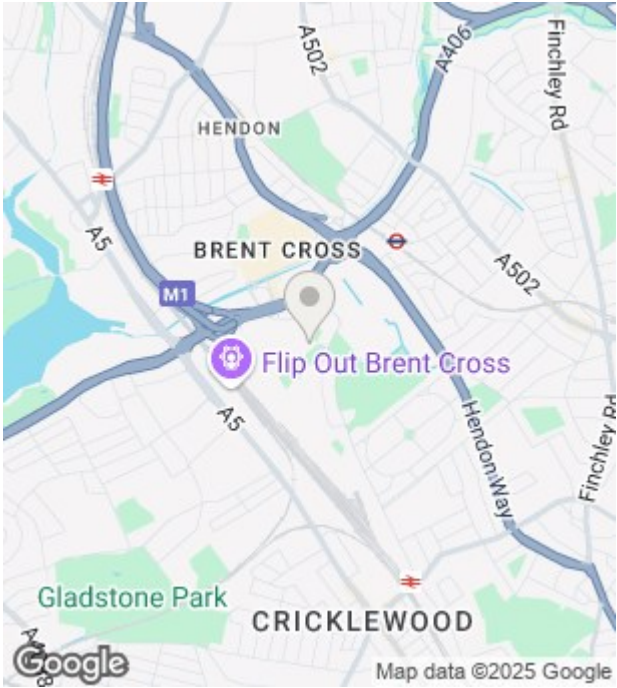 A502
A406
Finchley Rd
HENDON
A5
BRENT CROSS
A502
M1
Flip Out Brent Cross
A5
Hendon Way
Finchley Rd
Gladstone Park
CRICKLEWOOD
Google
Map data ©2025 Google